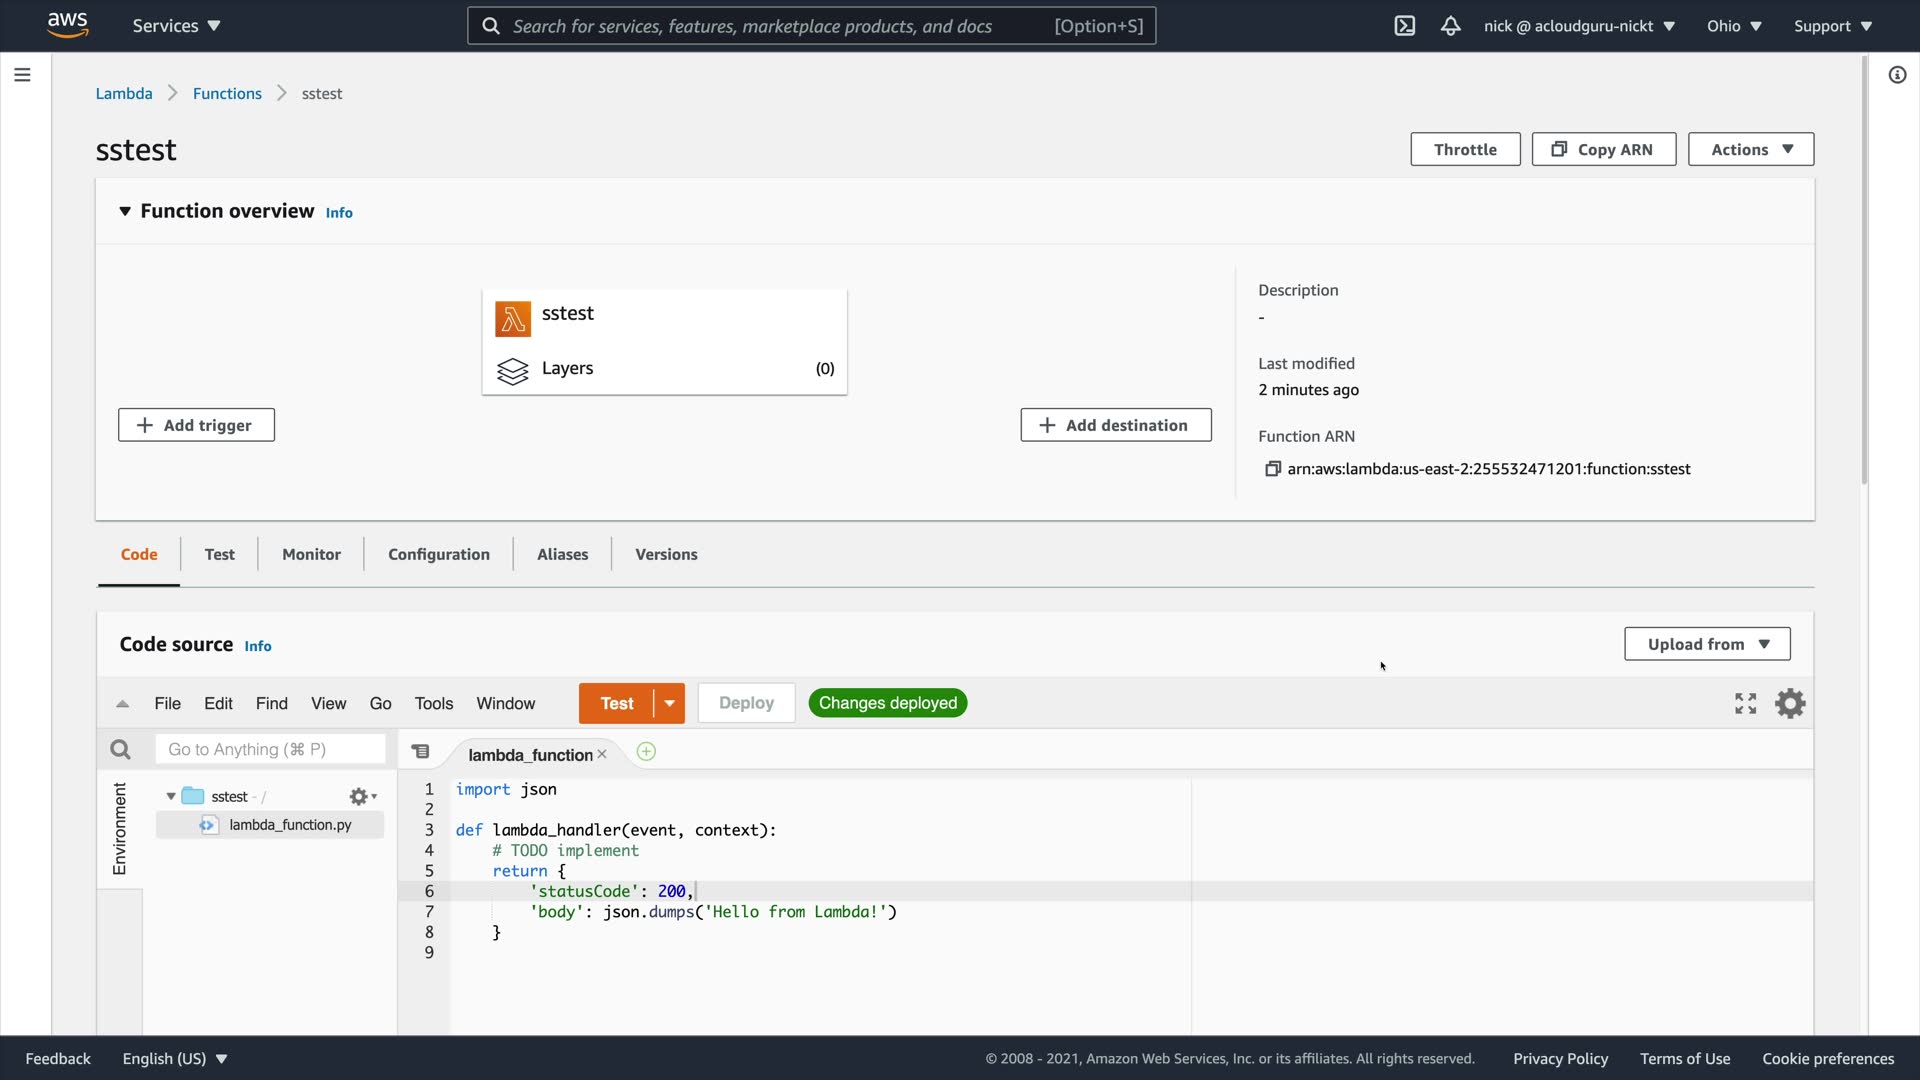 aws
Services
Search for services, features, marketplace products, and docs [Option+S]
nick @ acloudguru-nickt
Ohio
Support
Lambda
Functions
sstest
sstest
Throttle
Copy ARN
Actions
Function overview Info
sstest
Layers (0)
Add trigger
Add destination
Description
-
Last modified
2 minutes ago
Function ARN
arn:aws:lambda:us-east-2:255532471201:function:sstest
Code
Test
Monitor
Configuration
Aliases
Versions
Code source Info
Upload from
File Edit Find View Go Tools Window
Test
Deploy
Changes deployed
Go to Anything (⌘ P)
lambda_function
Environment
sstest - /
lambda_function.py
1 import json
2
3 def lambda_handler(event, context):
4     # TODO implement
5     return {
6         'statusCode': 200,
7         'body': json.dumps('Hello from Lambda!')
8     }
9
Feedback
English (US)
© 2008 - 2021, Amazon Web Services, Inc. or its affiliates. All rights reserved.
Privacy Policy
Terms of Use
Cookie preferences